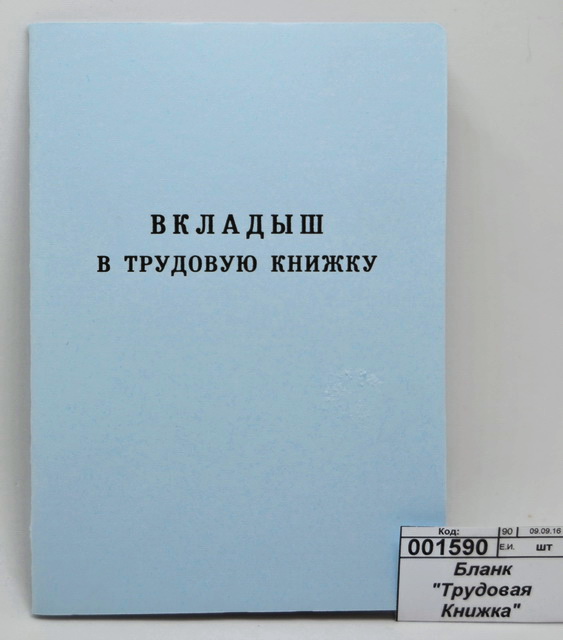 ВКЛАДЫШ
В ТРУДОВУЮ КНИЖКУ
Код: 90 09.09.16
001590 Е.И. шт
Бланк
"Трудовая
Книжка"